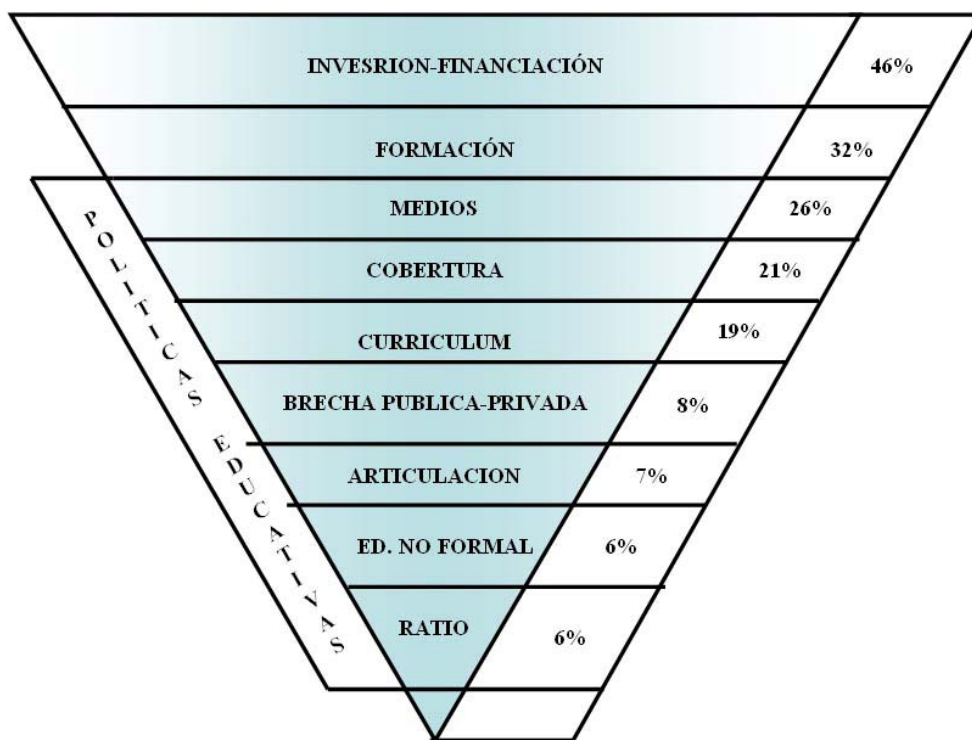 INVESRION-FINANCIACIÓN 46%
FORMACIÓN 32%
MEDIOS 26%
COBERTURA 21%
CURRICULUM 19%
BRECHA PUBLICA-PRIVADA 8%
ARTICULACION 7%
ED. NO FORMAL 6%
RATIO 6%
POLITICAS EDUCATIVAS